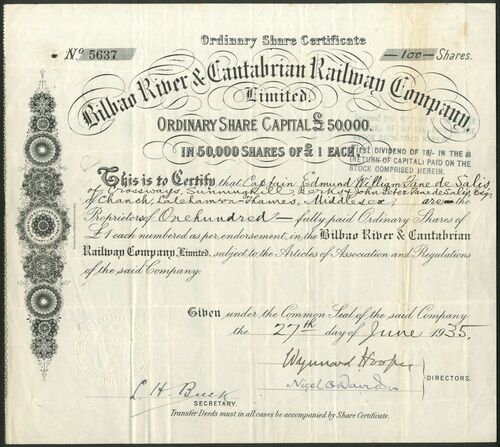 Ordinary Share Certificate
No. 5637
100 Shares.
Bilbao River & Cantabrian Railway Company
Limited.
ORDINARY SHARE CAPITAL £50,000.
IN 50,000 SHARES OF £1 EACH.
FIRST DIVIDEND OF 18/- IN THE £
(RETURN OF CAPITAL) PAID ON THE
STOCK COMPRISED HEREIN.
This is to Certify that Captain Edmund William Fane de Salis
of Crossways, Sunninghill, Berks & John Peter Fane de Salis Esq.
of Church, Laleham on Thames, Middlesex, are
Proprietors of One hundred fully paid Ordinary Shares of
£1 each numbered as per endorsement, in the Bilbao River & Cantabrian
Railway Company, Limited, subject to the Articles of Association and Regulations
of the said Company.
Given under the Common Seal of the said Company
the 27th day of June 1935.
Wynnard Hooper
Nigel
DIRECTORS.
L. H. Buck
SECRETARY.
Transfer Deeds must in all cases be accompanied by Share Certificate.